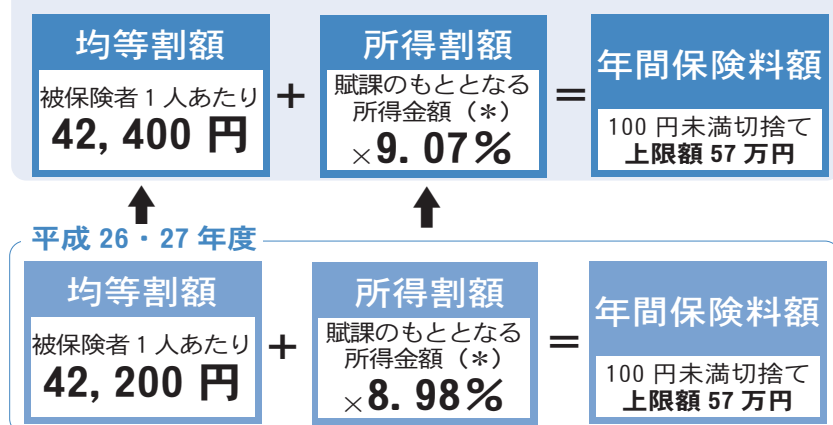 均等割額
被保険者1人あたり
42,400 円
+
所得割額
賦課のもととなる
所得金額（＊）
×9.07％
=
年間保険料額
100 円未満切捨て
上限額 57 万円
平成 26・27 年度
均等割額
被保険者1人あたり
42,200 円
+
所得割額
賦課のもととなる
所得金額（＊）
×8.98％
=
年間保険料額
100 円未満切捨て
上限額 57 万円